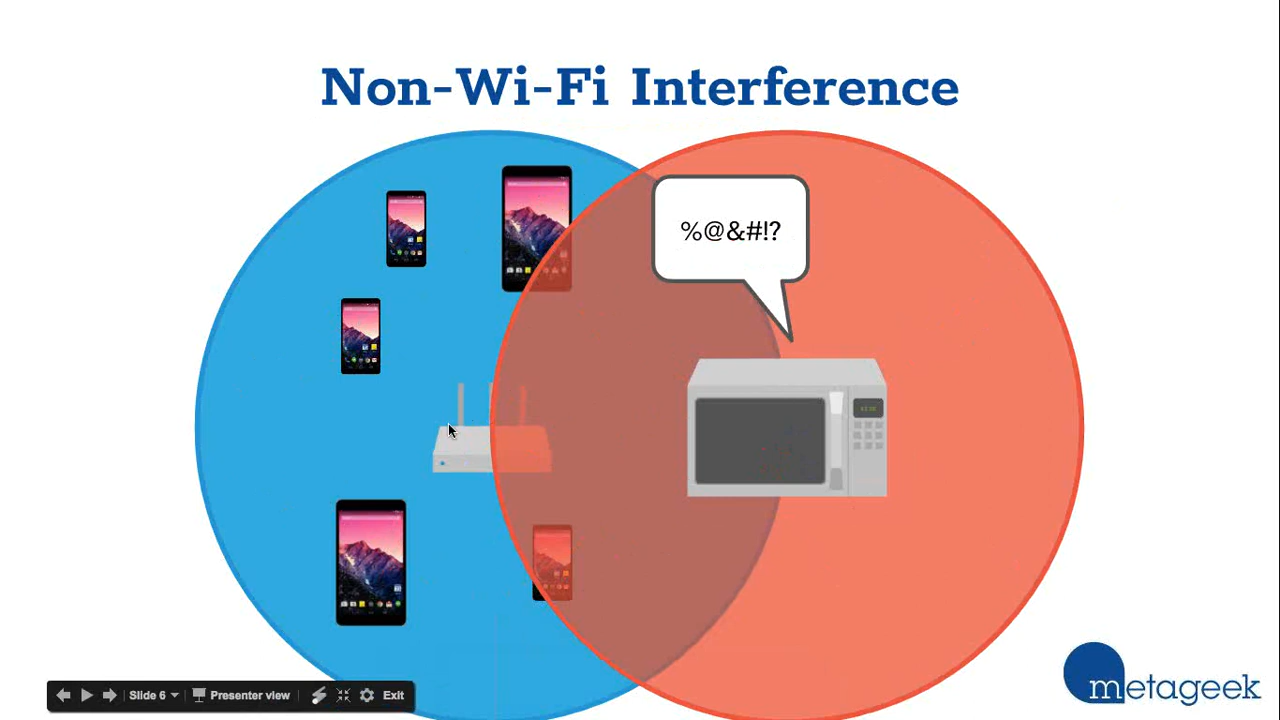 Non-Wi-Fi Interference
%@&#!?
Slide 6
Presenter view
Exit
metageek